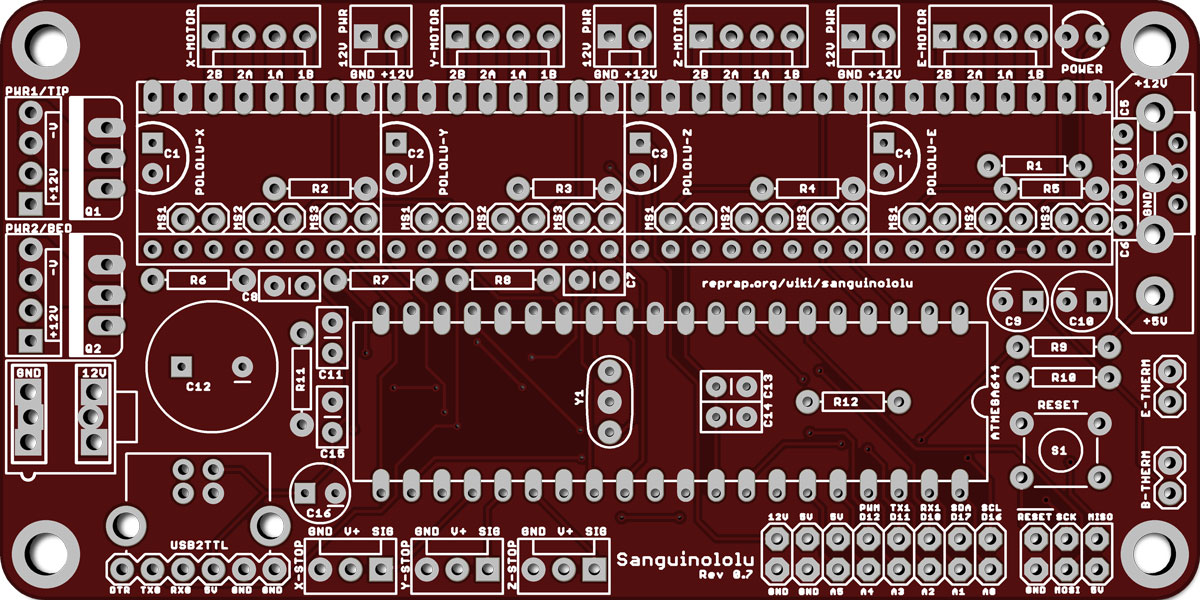 X-MOTOR
2B 2A 1A 1B
12V PWR
GND +12V
Y-MOTOR
2B 2A 1A 1B
12V PWR
GND +12V
Z-MOTOR
2B 2A 1A 1B
12V PWR
GND +12V
E-MOTOR
2B 2A 1A 1B
POWER
PWR1/TIP
-V
+12V
Q1
C1
POLOLU-X
R2
MS1
MS2
MS3
C2
POLOLU-Y
R3
MS1
MS2
MS3
C3
POLOLU-Z
R4
MS1
MS2
MS3
C4
POLOLU-E
R1
R5
MS1
MS2
MS3
C5
+12V
GND
C6
+5V
PWR2/BED
-V
+12V
Q2
R6
C8
R7
R8
C7
reprap.org/wiki/sanguinololu
C9
C10
GND
12V
C12
R11
C11
C15
Y1
C13
C14
R12
ATMEGA644
R9
R10
RESET
S1
E-THERM
B-THERM
C16
USB2TTL
DTR TX0 RX0 5V GND GND
GND V+ SIG
X-STOP
GND V+ SIG
Y-STOP
GND V+ SIG
Z-STOP
Sanguinololu
Rev 0.7
PWM TX1 RX1 SDA SCL
12V 5V 5V D12 D11 D10 D17 D16
GND GND A5 A4 A3 A2 A1 A0
RESET SCK MISO
GND MOSI 5V